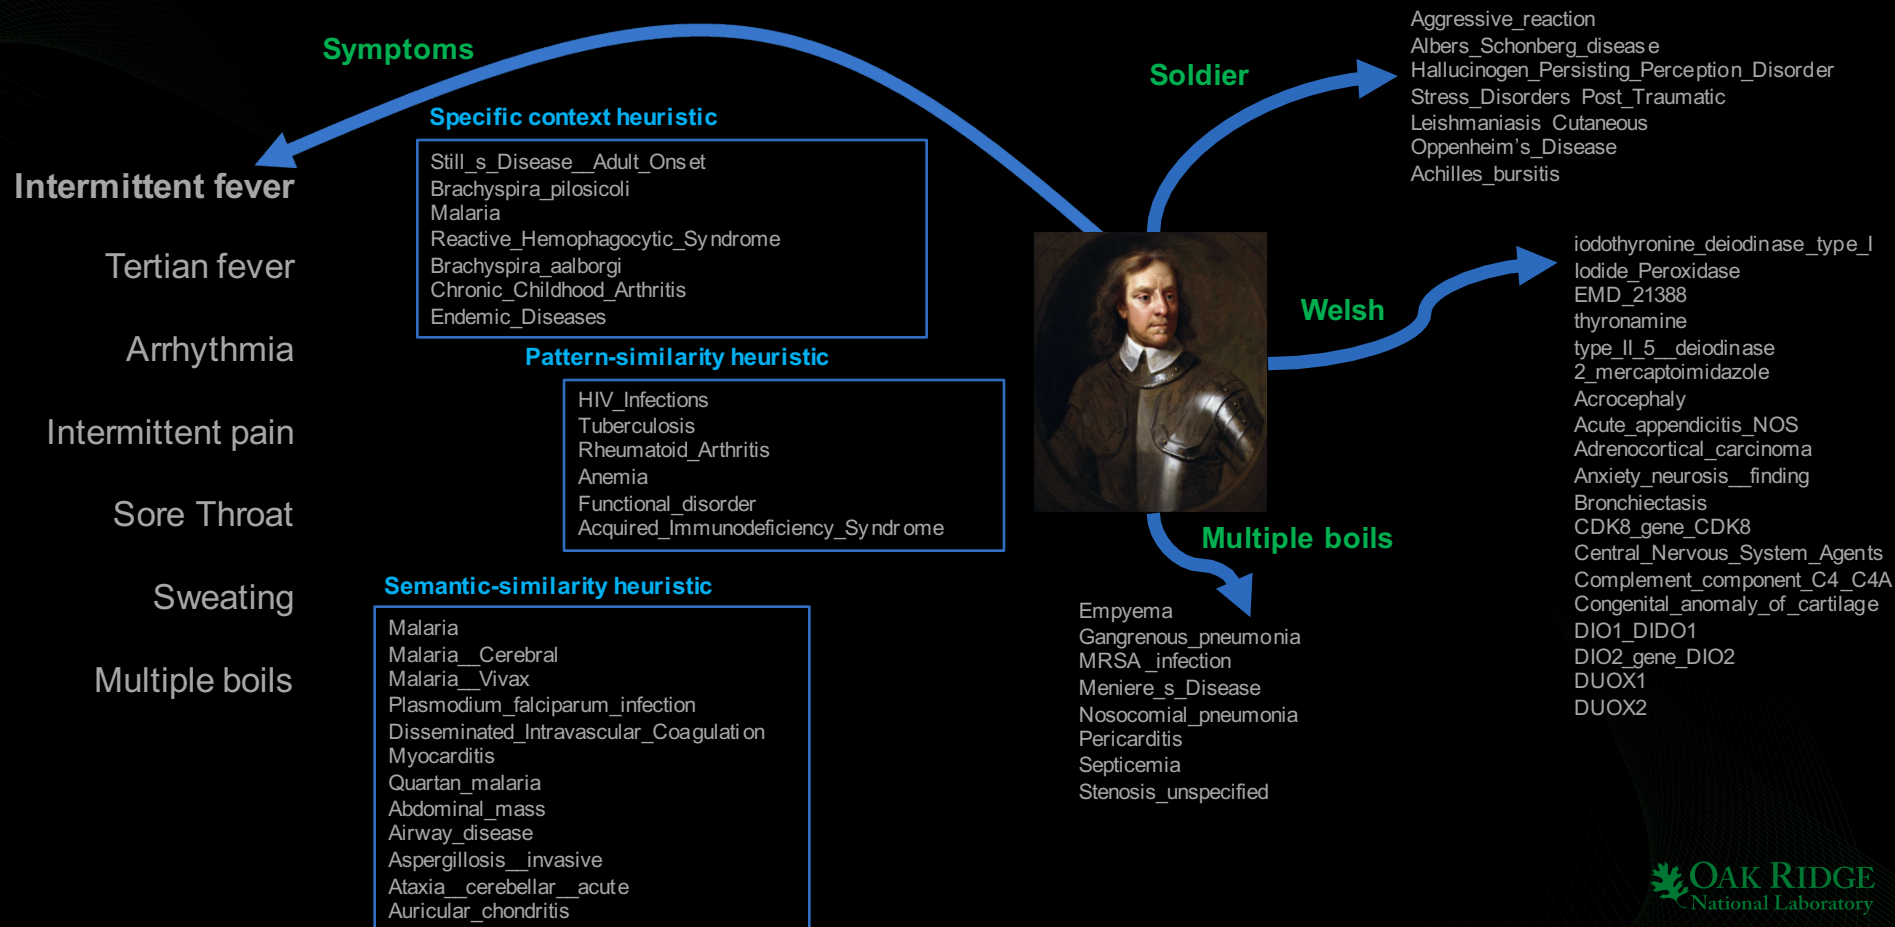 Symptoms
Intermittent fever
Tertian fever
Arrhythmia
Intermittent pain
Sore Throat
Sweating
Multiple boils
Specific context heuristic
Still_s_Disease__Adult_Onset
Brachyspira_pilosicoli
Malaria
Reactive_Hemophagocytic_Syndrome
Brachyspira_aalborgi
Chronic_Childhood_Arthritis
Endemic_Diseases
Pattern-similarity heuristic
HIV_Infections
Tuberculosis
Rheumatoid_Arthritis
Anemia
Functional_disorder
Acquired_Immunodeficiency_Syndrome
Semantic-similarity heuristic
Malaria
Malaria__Cerebral
Malaria__Vivax
Plasmodium_falciparum_infection
Disseminated_Intravascular_Coagulation
Myocarditis
Quartan_malaria
Abdominal_mass
Airway_disease
Aspergillosis__invasive
Ataxia__cerebellar__acute
Auricular_chondritis
Soldier
Aggressive_reaction
Albers_Schonberg_disease
Hallucinogen_Persisting_Perception_Disorder
Stress_Disorders Post_Traumatic
Leishmaniasis Cutaneous
Oppenheim’s_Disease
Achilles_bursitis
Welsh
iodothyronine_deiodinase_type_I
Iodide_Peroxidase
EMD_21388
thyronamine
type_II_5__deiodinase
2_mercaptoimidazole
Acrocephaly
Acute_appendicitis_NOS
Adrenocortical_carcinoma
Anxiety_neurosis__finding
Bronchiectasis
CDK8_gene_CDK8
Central_Nervous_System_Agents
Complement_component_C4_C4A
Congenital_anomaly_of_cartilage
DIO1_DIDO1
DIO2_gene_DIO2
DUOX1
DUOX2
Multiple boils
Empyema
Gangrenous_pneumonia
MRSA_infection
Meniere_s_Disease
Nosocomial_pneumonia
Pericarditis
Septicemia
Stenosis_unspecified
OAK RIDGE
National Laboratory